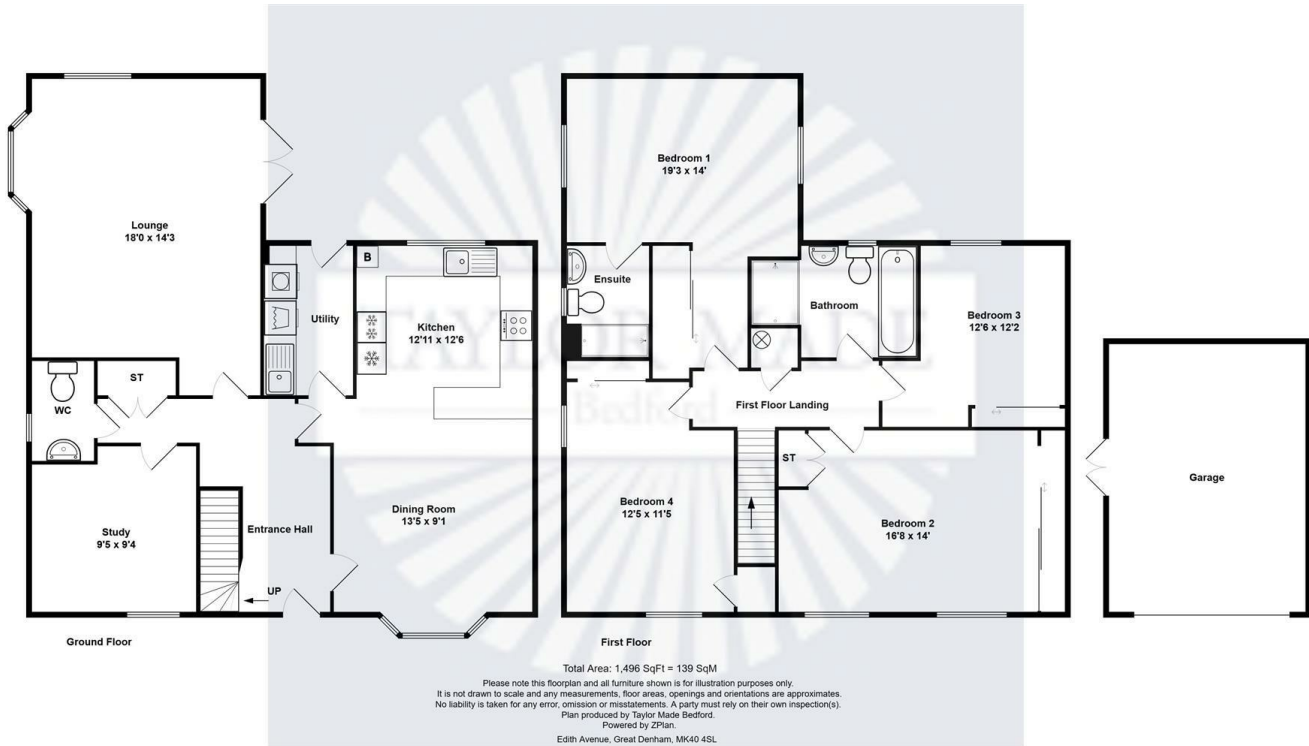 Lounge
18'0 x 14'3
WC
ST
Utility
B
Kitchen
12'11 x 12'6
Dining Room
13'5 x 9'1
Study
9'5 x 9'4
Entrance Hall
UP
Ground Floor
Bedroom 1
19'3 x 14'
Ensuite
Bathroom
Bedroom 3
12'6 x 12'2
First Floor Landing
ST
Bedroom 4
12'5 x 11'5
Bedroom 2
16'8 x 14'
First Floor
Garage
TAYLOR MADE
Bedford
Total Area: 1,496 SqFt = 139 SqM
Please note this floorplan and all furniture shown is for illustration purposes only.
It is not drawn to scale and any measurements, floor areas, openings and orientations are approximates.
No liability is taken for any error, omission or misstatements. A party must rely on their own inspection(s).
Plan produced by Taylor Made Bedford.
Powered by ZPlan.
Edith Avenue, Great Denham, MK40 4SL